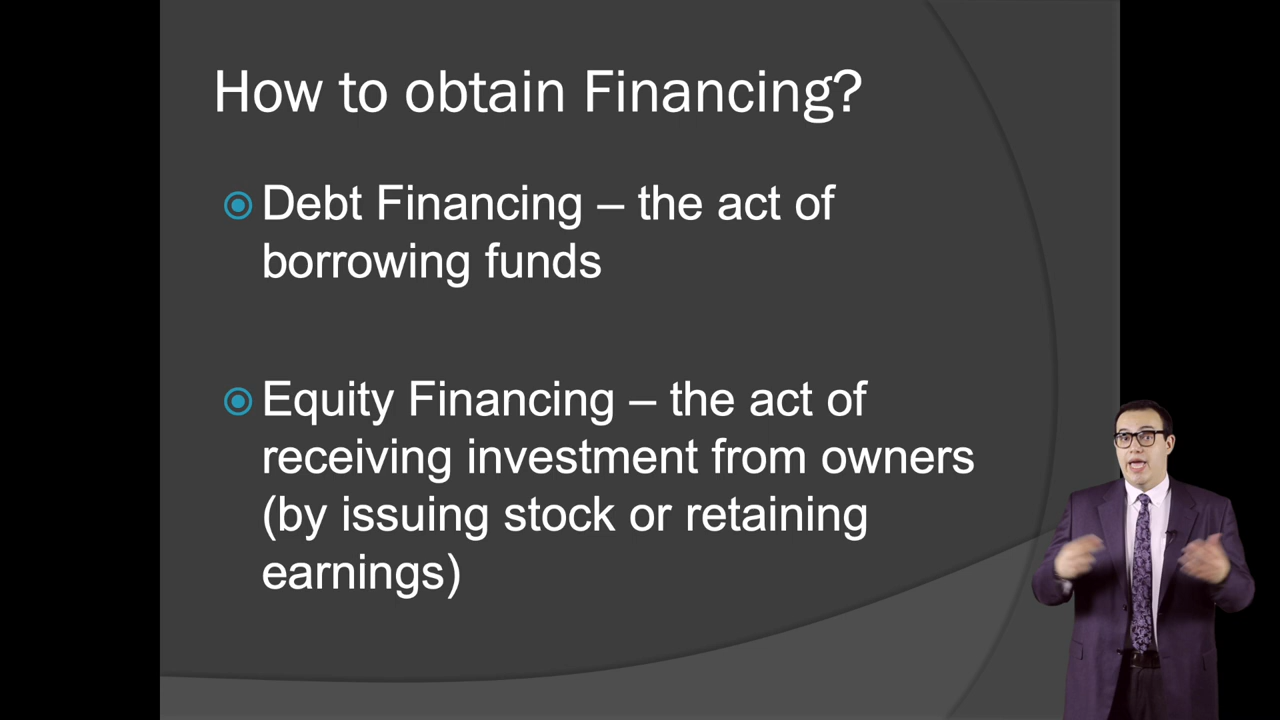 How to obtain Financing?
Debt Financing – the act of
borrowing funds
Equity Financing – the act of
receiving investment from owners
(by issuing stock or retaining
earnings)